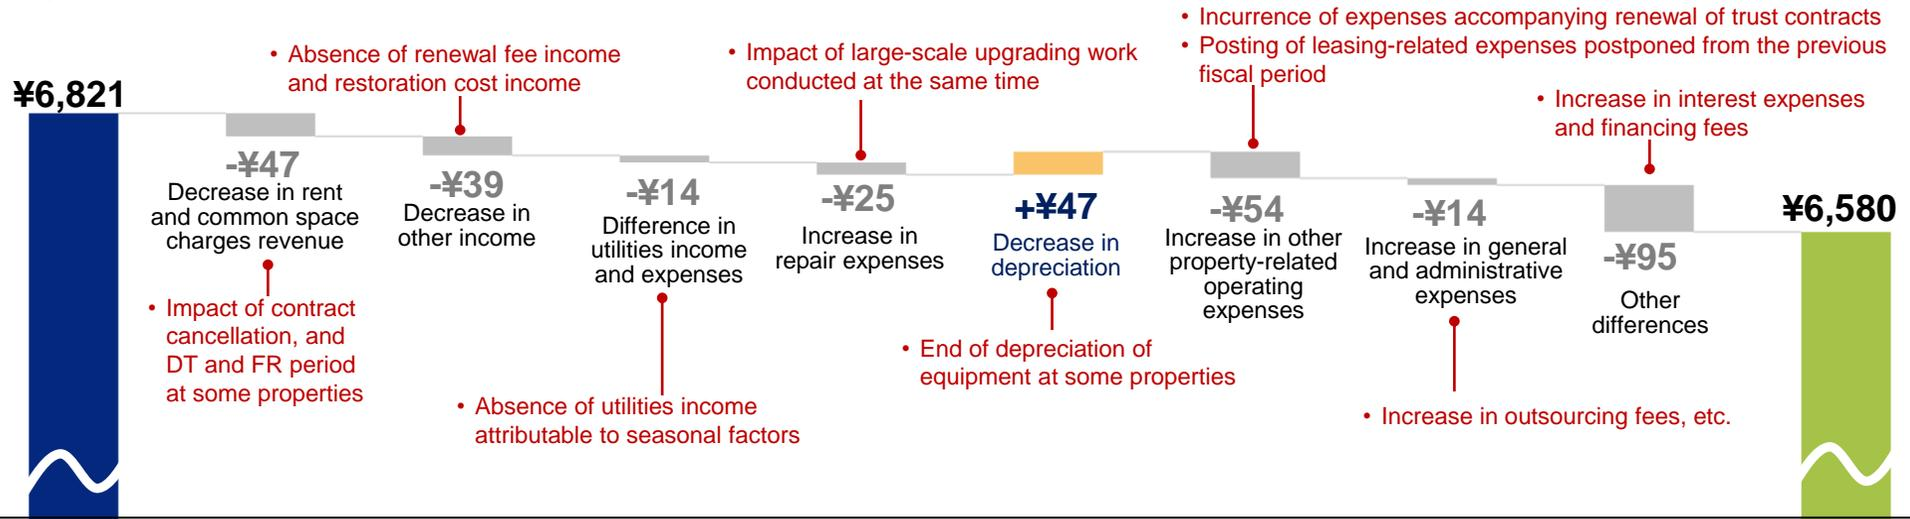 ¥6,821
-¥47
Decrease in rent
and common space
charges revenue
• Impact of contract
cancellation, and
DT and FR period
at some properties
• Absence of renewal fee income
and restoration cost income
-¥39
Decrease in
other income
-¥14
Difference in
utilities income
and expenses
• Absence of utilities income
attributable to seasonal factors
• Impact of large-scale upgrading work
conducted at the same time
-¥25
Increase in
repair expenses
+¥47
Decrease in
depreciation
• End of depreciation of
equipment at some properties
• Incurrence of expenses accompanying renewal of trust contracts
• Posting of leasing-related expenses postponed from the previous
fiscal period
-¥54
Increase in other
property-related
operating
expenses
-¥14
Increase in general
and administrative
expenses
• Increase in outsourcing fees, etc.
• Increase in interest expenses
and financing fees
-¥95
Other
differences
¥6,580